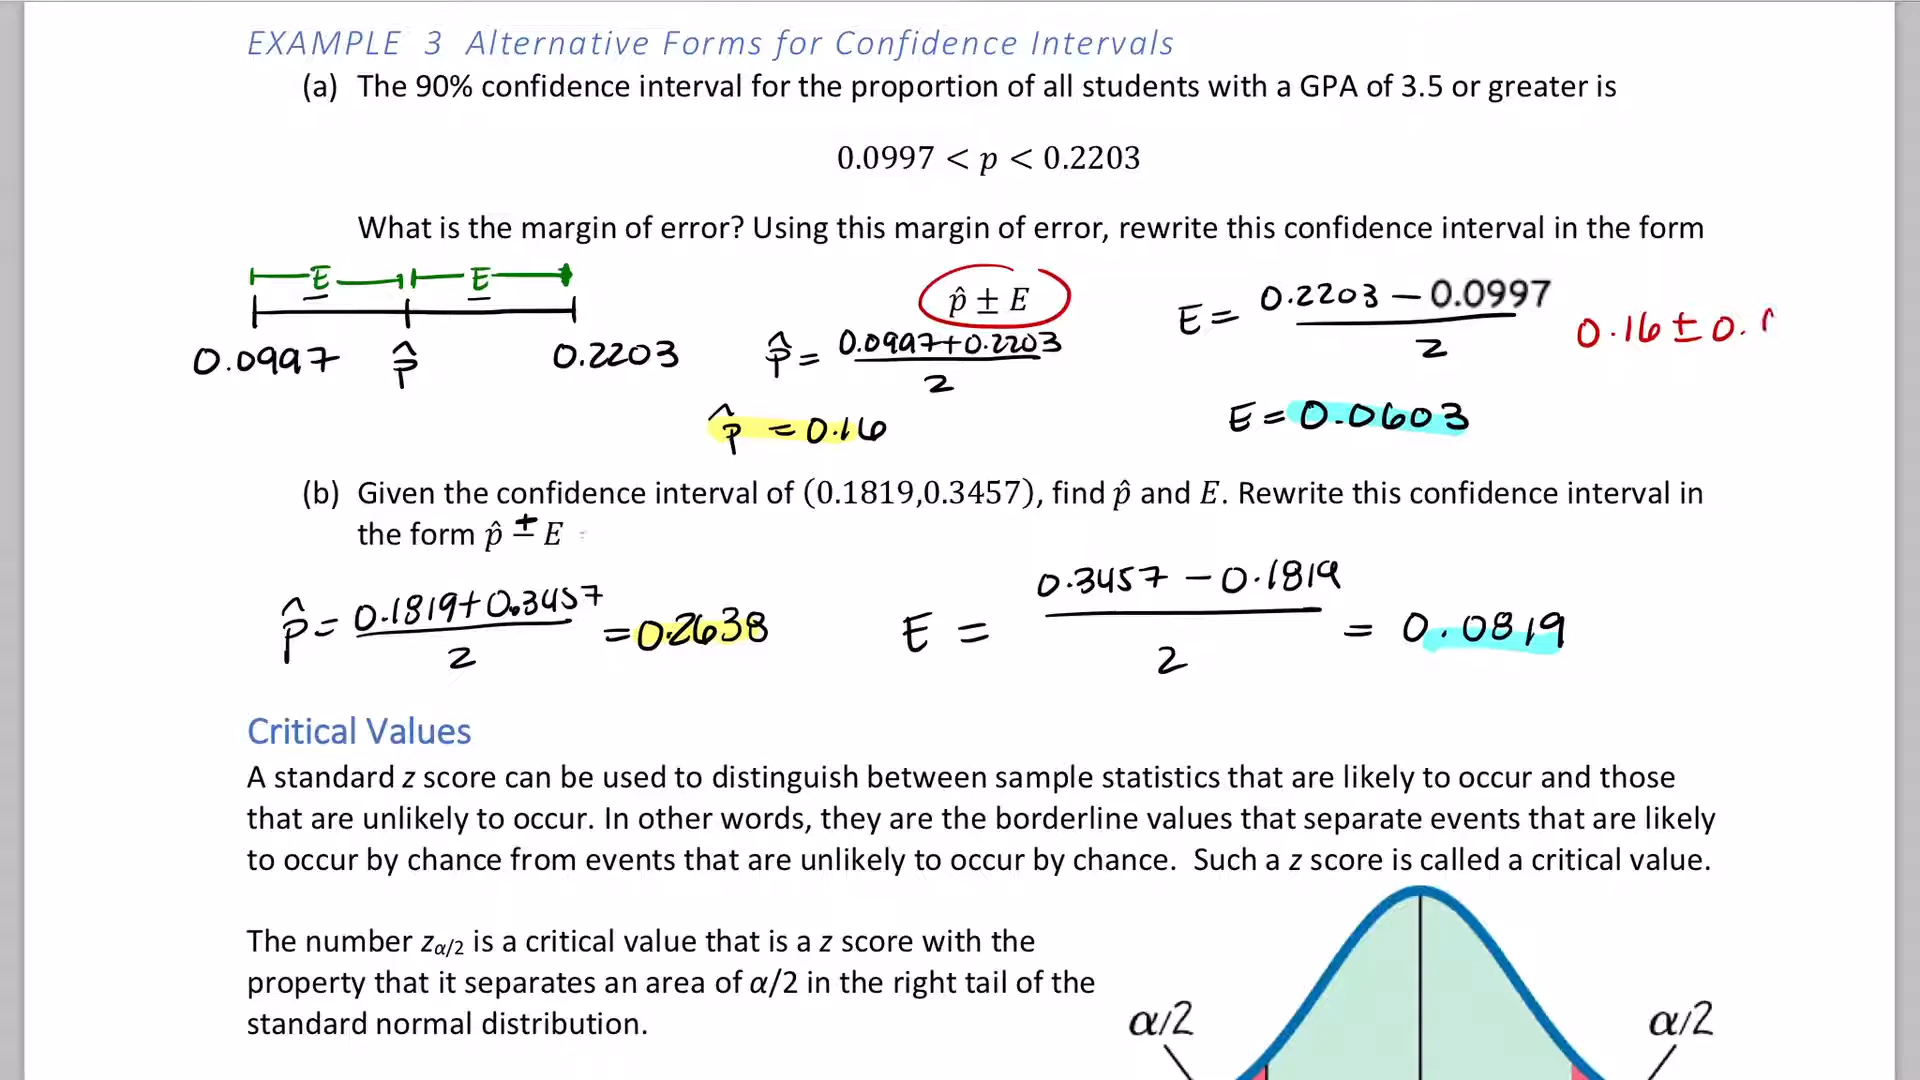 EXAMPLE 3 Alternative Forms for Confidence Intervals
(a) The 90% confidence interval for the proportion of all students with a GPA of 3.5 or greater is
0.0997 < p < 0.2203
What is the margin of error? Using this margin of error, rewrite this confidence interval in the form
E E
p̂ ± E
0.0997 p̂ 0.2203
p̂ = 0.0997+0.2203 / 2
E = 0.2203 − 0.0997 / 2
0.16 ± 0.
p̂ = 0.16
E = 0.0603
(b) Given the confidence interval of (0.1819,0.3457), find p̂ and E. Rewrite this confidence interval in
the form p̂ ± E
p̂ = 0.1819+0.3457 / 2 = 0.2638
E = 0.3457 − 0.1819 / 2 = 0.0819
Critical Values
A standard z score can be used to distinguish between sample statistics that are likely to occur and those
that are unlikely to occur. In other words, they are the borderline values that separate events that are likely
to occur by chance from events that are unlikely to occur by chance. Such a z score is called a critical value.
The number zα/2 is a critical value that is a z score with the
property that it separates an area of α/2 in the right tail of the
standard normal distribution.
α/2 α/2